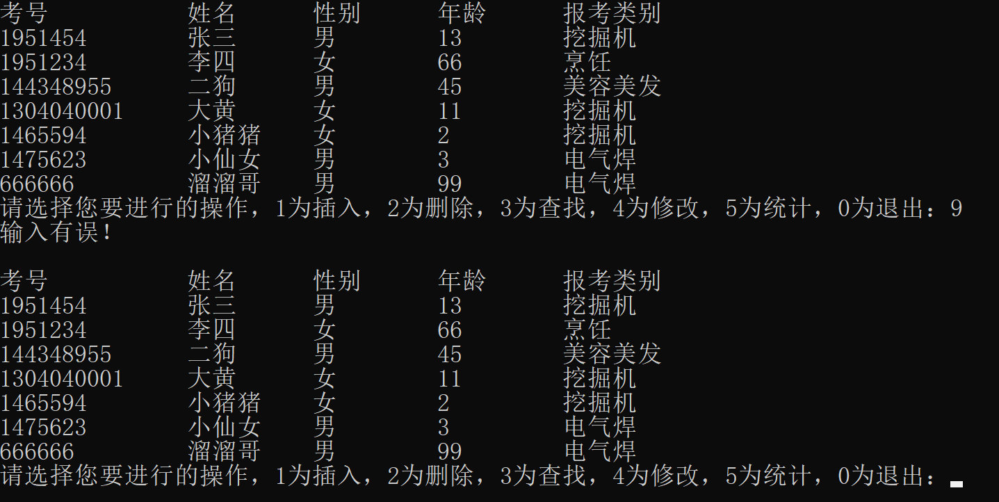 考号 姓名 性别 年龄 报考类别
1951454 张三 男 13 挖掘机
1951234 李四 女 66 烹饪
144348955 二狗 男 45 美容美发
1304040001 大黄 女 11 挖掘机
1465594 小猪猪 女 2 挖掘机
1475623 小仙女 男 3 电气焊
666666 溜溜哥 男 99 电气焊
请选择您要进行的操作，1为插入，2为删除，3为查找，4为修改，5为统计，0为退出：9
输入有误！
考号 姓名 性别 年龄 报考类别
1951454 张三 男 13 挖掘机
1951234 李四 女 66 烹饪
144348955 二狗 男 45 美容美发
1304040001 大黄 女 11 挖掘机
1465594 小猪猪 女 2 挖掘机
1475623 小仙女 男 3 电气焊
666666 溜溜哥 男 99 电气焊
请选择您要进行的操作，1为插入，2为删除，3为查找，4为修改，5为统计，0为退出：